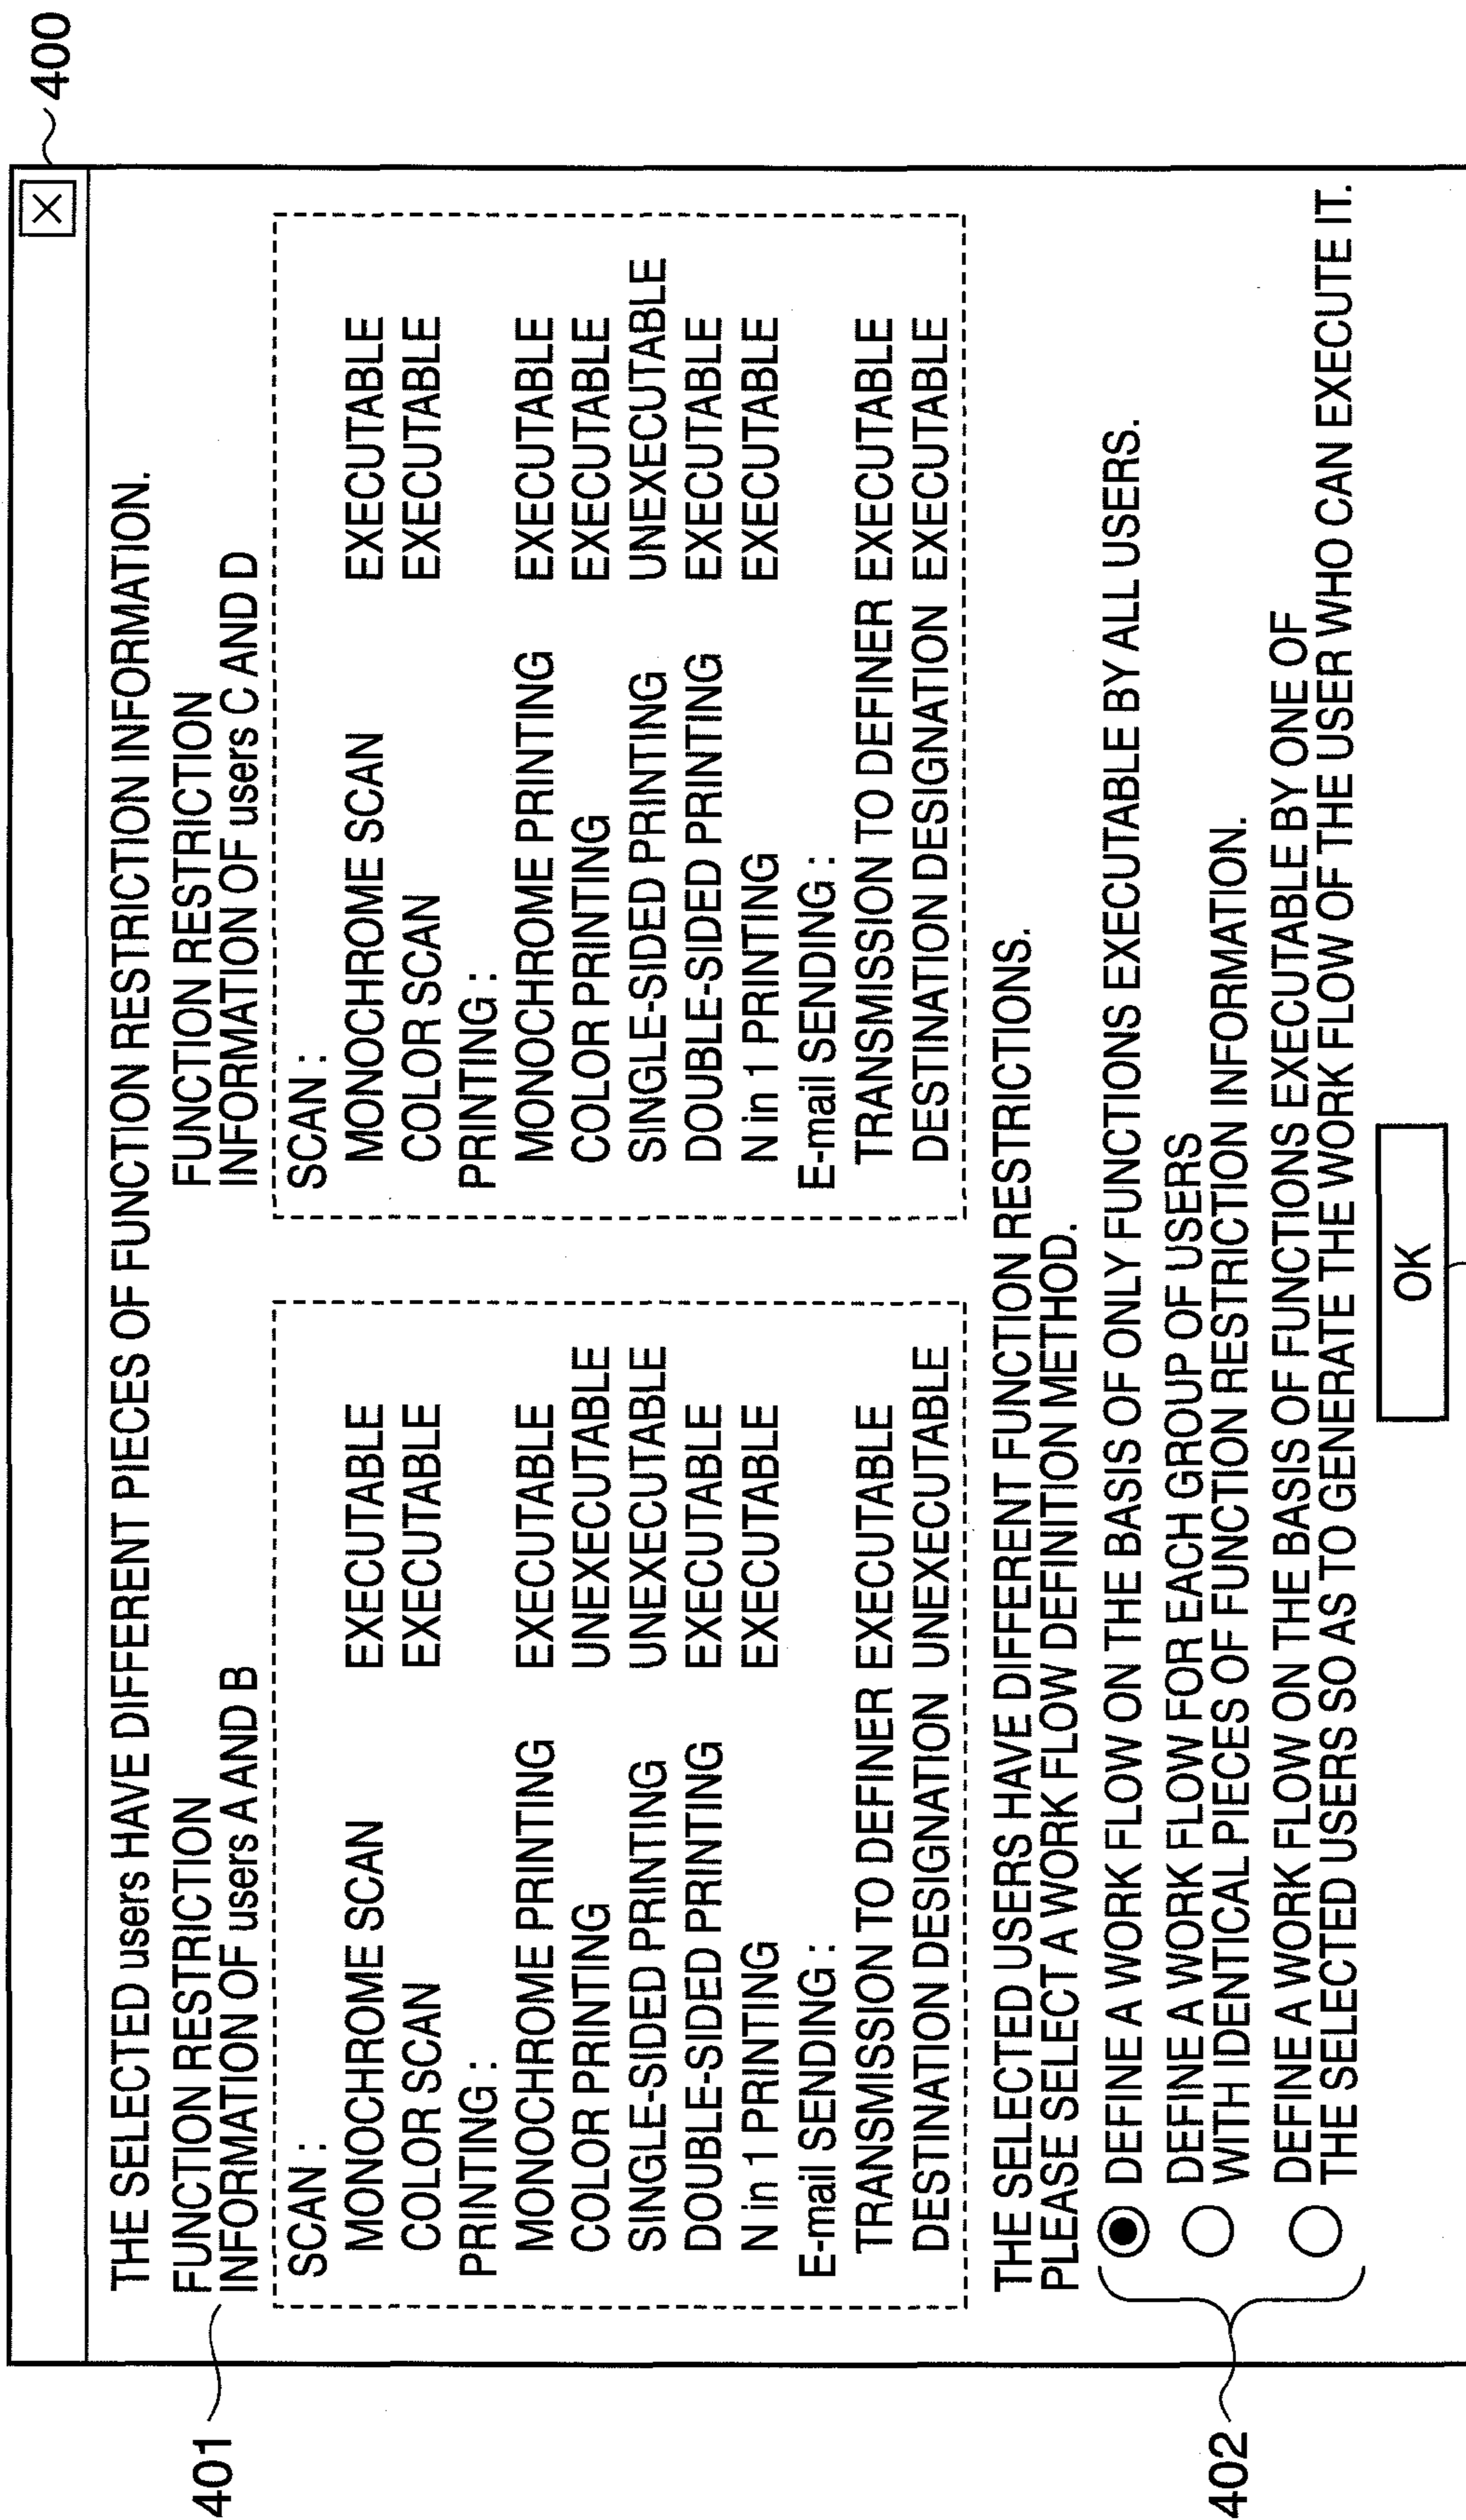 400
×
THE SELECTED users HAVE DIFFERENT PIECES OF FUNCTION RESTRICTION INFORMATION.
401
FUNCTION RESTRICTION
INFORMATION OF users A AND B
SCAN :
MONOCHROME SCAN EXECUTABLE
COLOR SCAN EXECUTABLE
PRINTING :
MONOCHROME PRINTING EXECUTABLE
COLOR PRINTING UNEXECUTABLE
SINGLE-SIDED PRINTING UNEXECUTABLE
DOUBLE-SIDED PRINTING EXECUTABLE
N in 1 PRINTING EXECUTABLE
E-mail SENDING :
TRANSMISSION TO DEFINER EXECUTABLE
DESTINATION DESIGNATION UNEXECUTABLE
FUNCTION RESTRICTION
INFORMATION OF users C AND D
SCAN :
MONOCHROME SCAN EXECUTABLE
COLOR SCAN EXECUTABLE
PRINTING :
MONOCHROME PRINTING EXECUTABLE
COLOR PRINTING EXECUTABLE
SINGLE-SIDED PRINTING UNEXECUTABLE
DOUBLE-SIDED PRINTING EXECUTABLE
N in 1 PRINTING EXECUTABLE
E-mail SENDING :
TRANSMISSION TO DEFINER EXECUTABLE
DESTINATION DESIGNATION EXECUTABLE
THE SELECTED USERS HAVE DIFFERENT FUNCTION RESTRICTIONS.
PLEASE SELECT A WORK FLOW DEFINITION METHOD.
402
DEFINE A WORK FLOW ON THE BASIS OF ONLY FUNCTIONS EXECUTABLE BY ALL USERS.
DEFINE A WORK FLOW FOR EACH GROUP OF USERS
WITH IDENTICAL PIECES OF FUNCTION RESTRICTION INFORMATION.
DEFINE A WORK FLOW ON THE BASIS OF FUNCTIONS EXECUTABLE BY ONE OF
THE SELECTED USERS SO AS TO GENERATE THE WORK FLOW OF THE USER WHO CAN EXECUTE IT.
OK